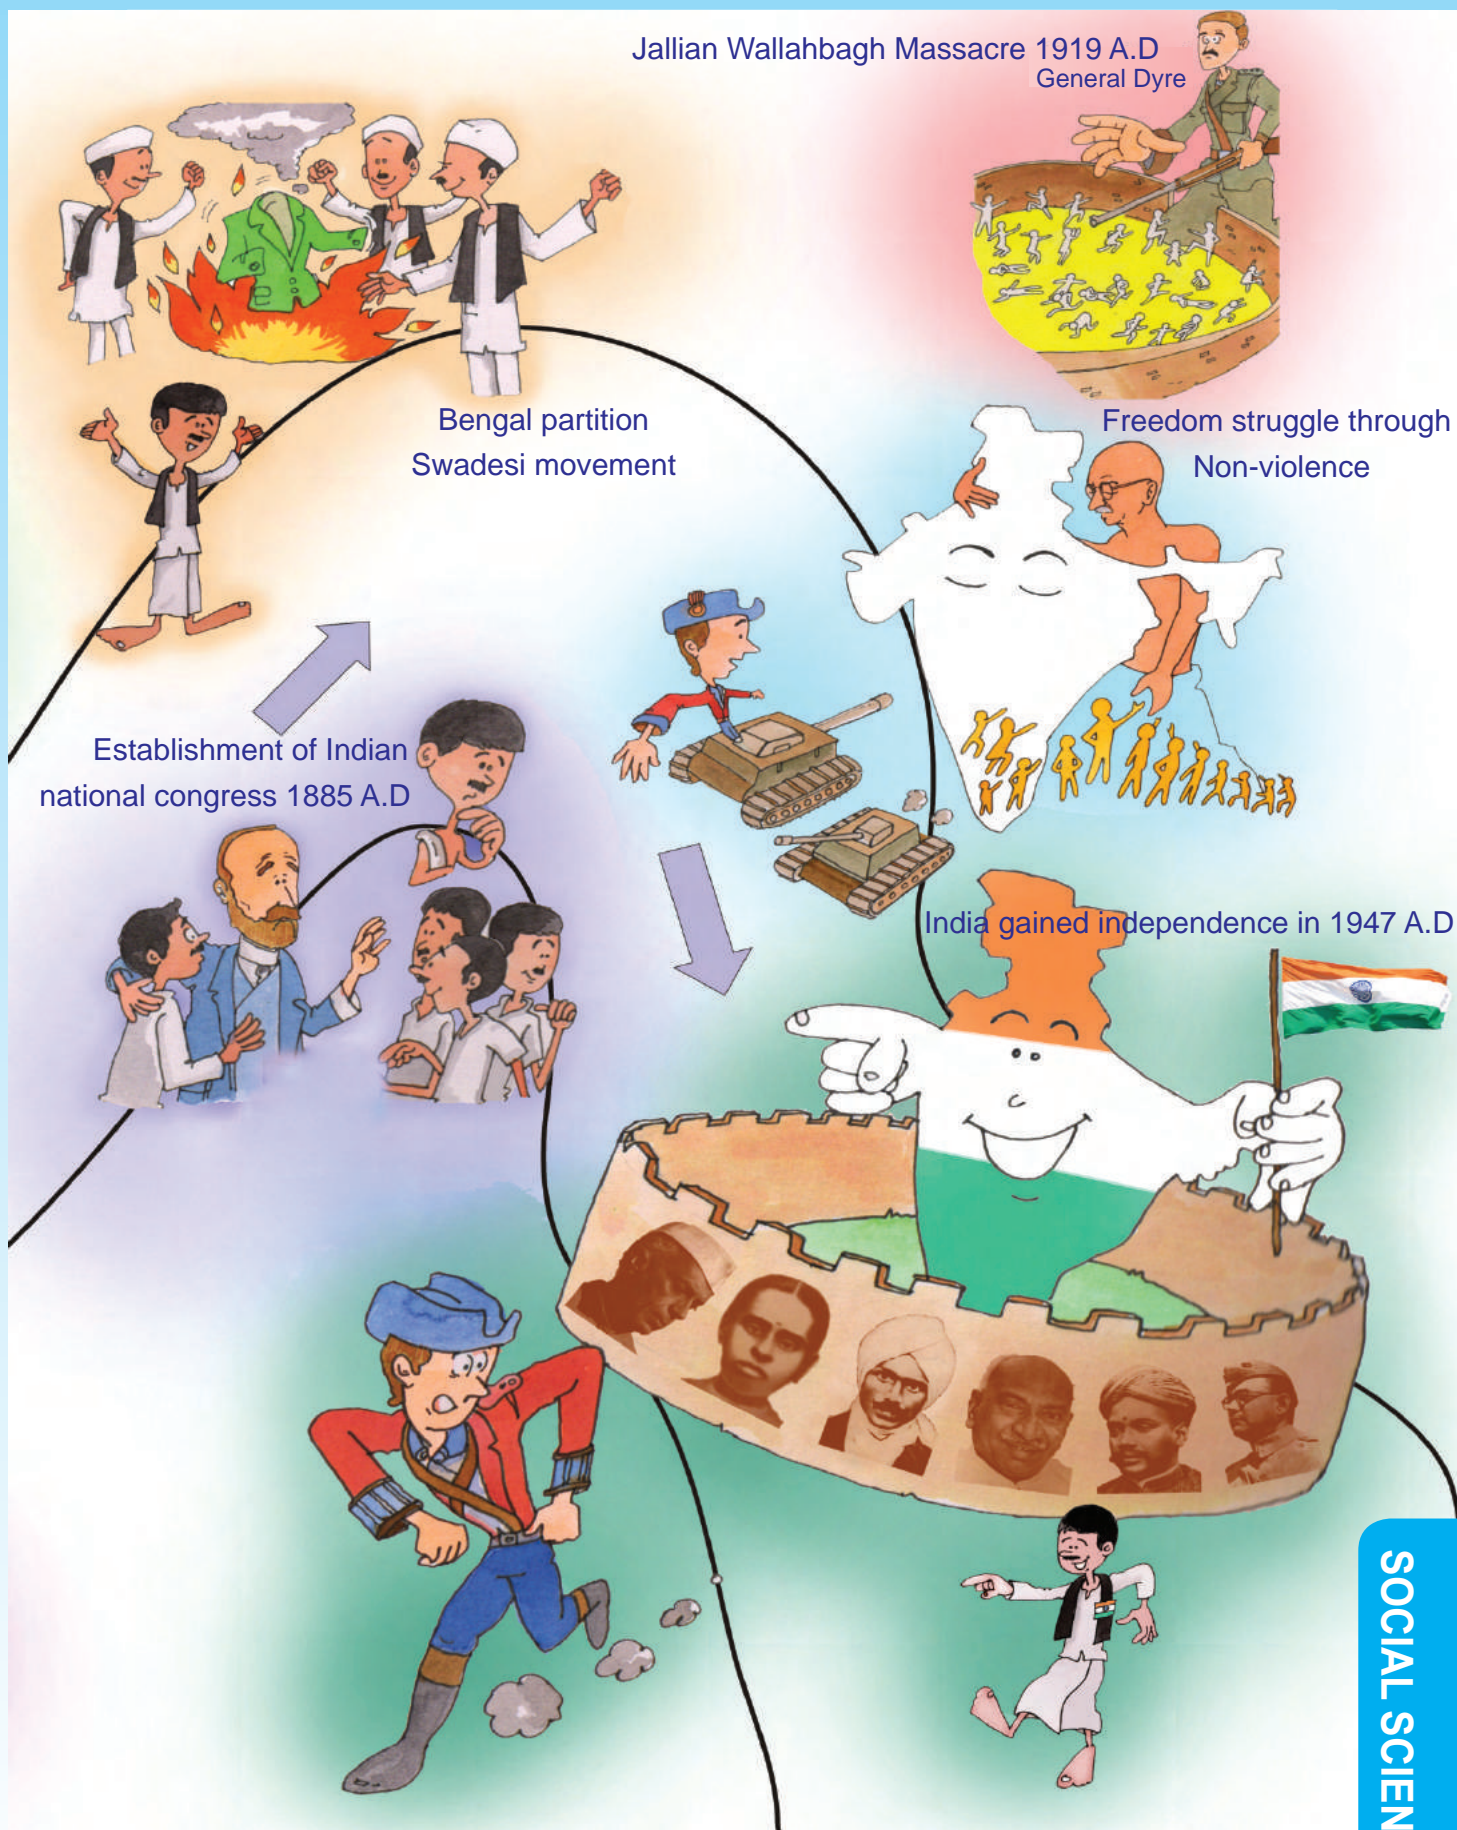 Jallian Wallahbagh Massacre 1919 A.D
General Dyre
Bengal partition
Swadesi movement
Freedom struggle through
Non-violence
Establishment of Indian
national congress 1885 A.D
India gained independence in 1947 A.D
SOCIAL SCIEN